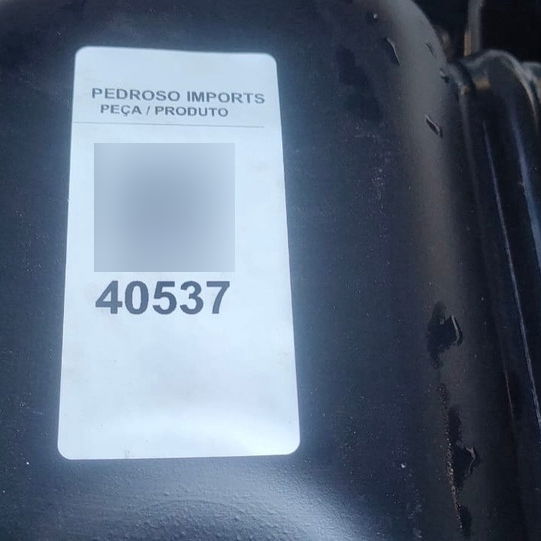 PEDROSO IMPORTS
PEÇA / PRODUTO
40537